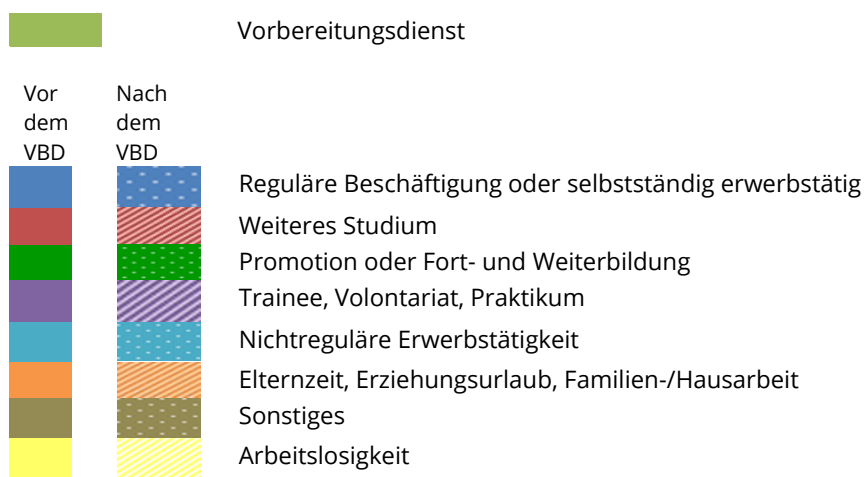 Vorbereitungsdienst
Vor Nach
dem dem
VBD VBD
Reguläre Beschäftigung oder selbstständig erwerbstätig
Weiteres Studium
Promotion oder Fort- und Weiterbildung
Trainee, Volontariat, Praktikum
Nichtreguläre Erwerbstätigkeit
Elternzeit, Erziehungsurlaub, Familien-/Hausarbeit
Sonstiges
Arbeitslosigkeit